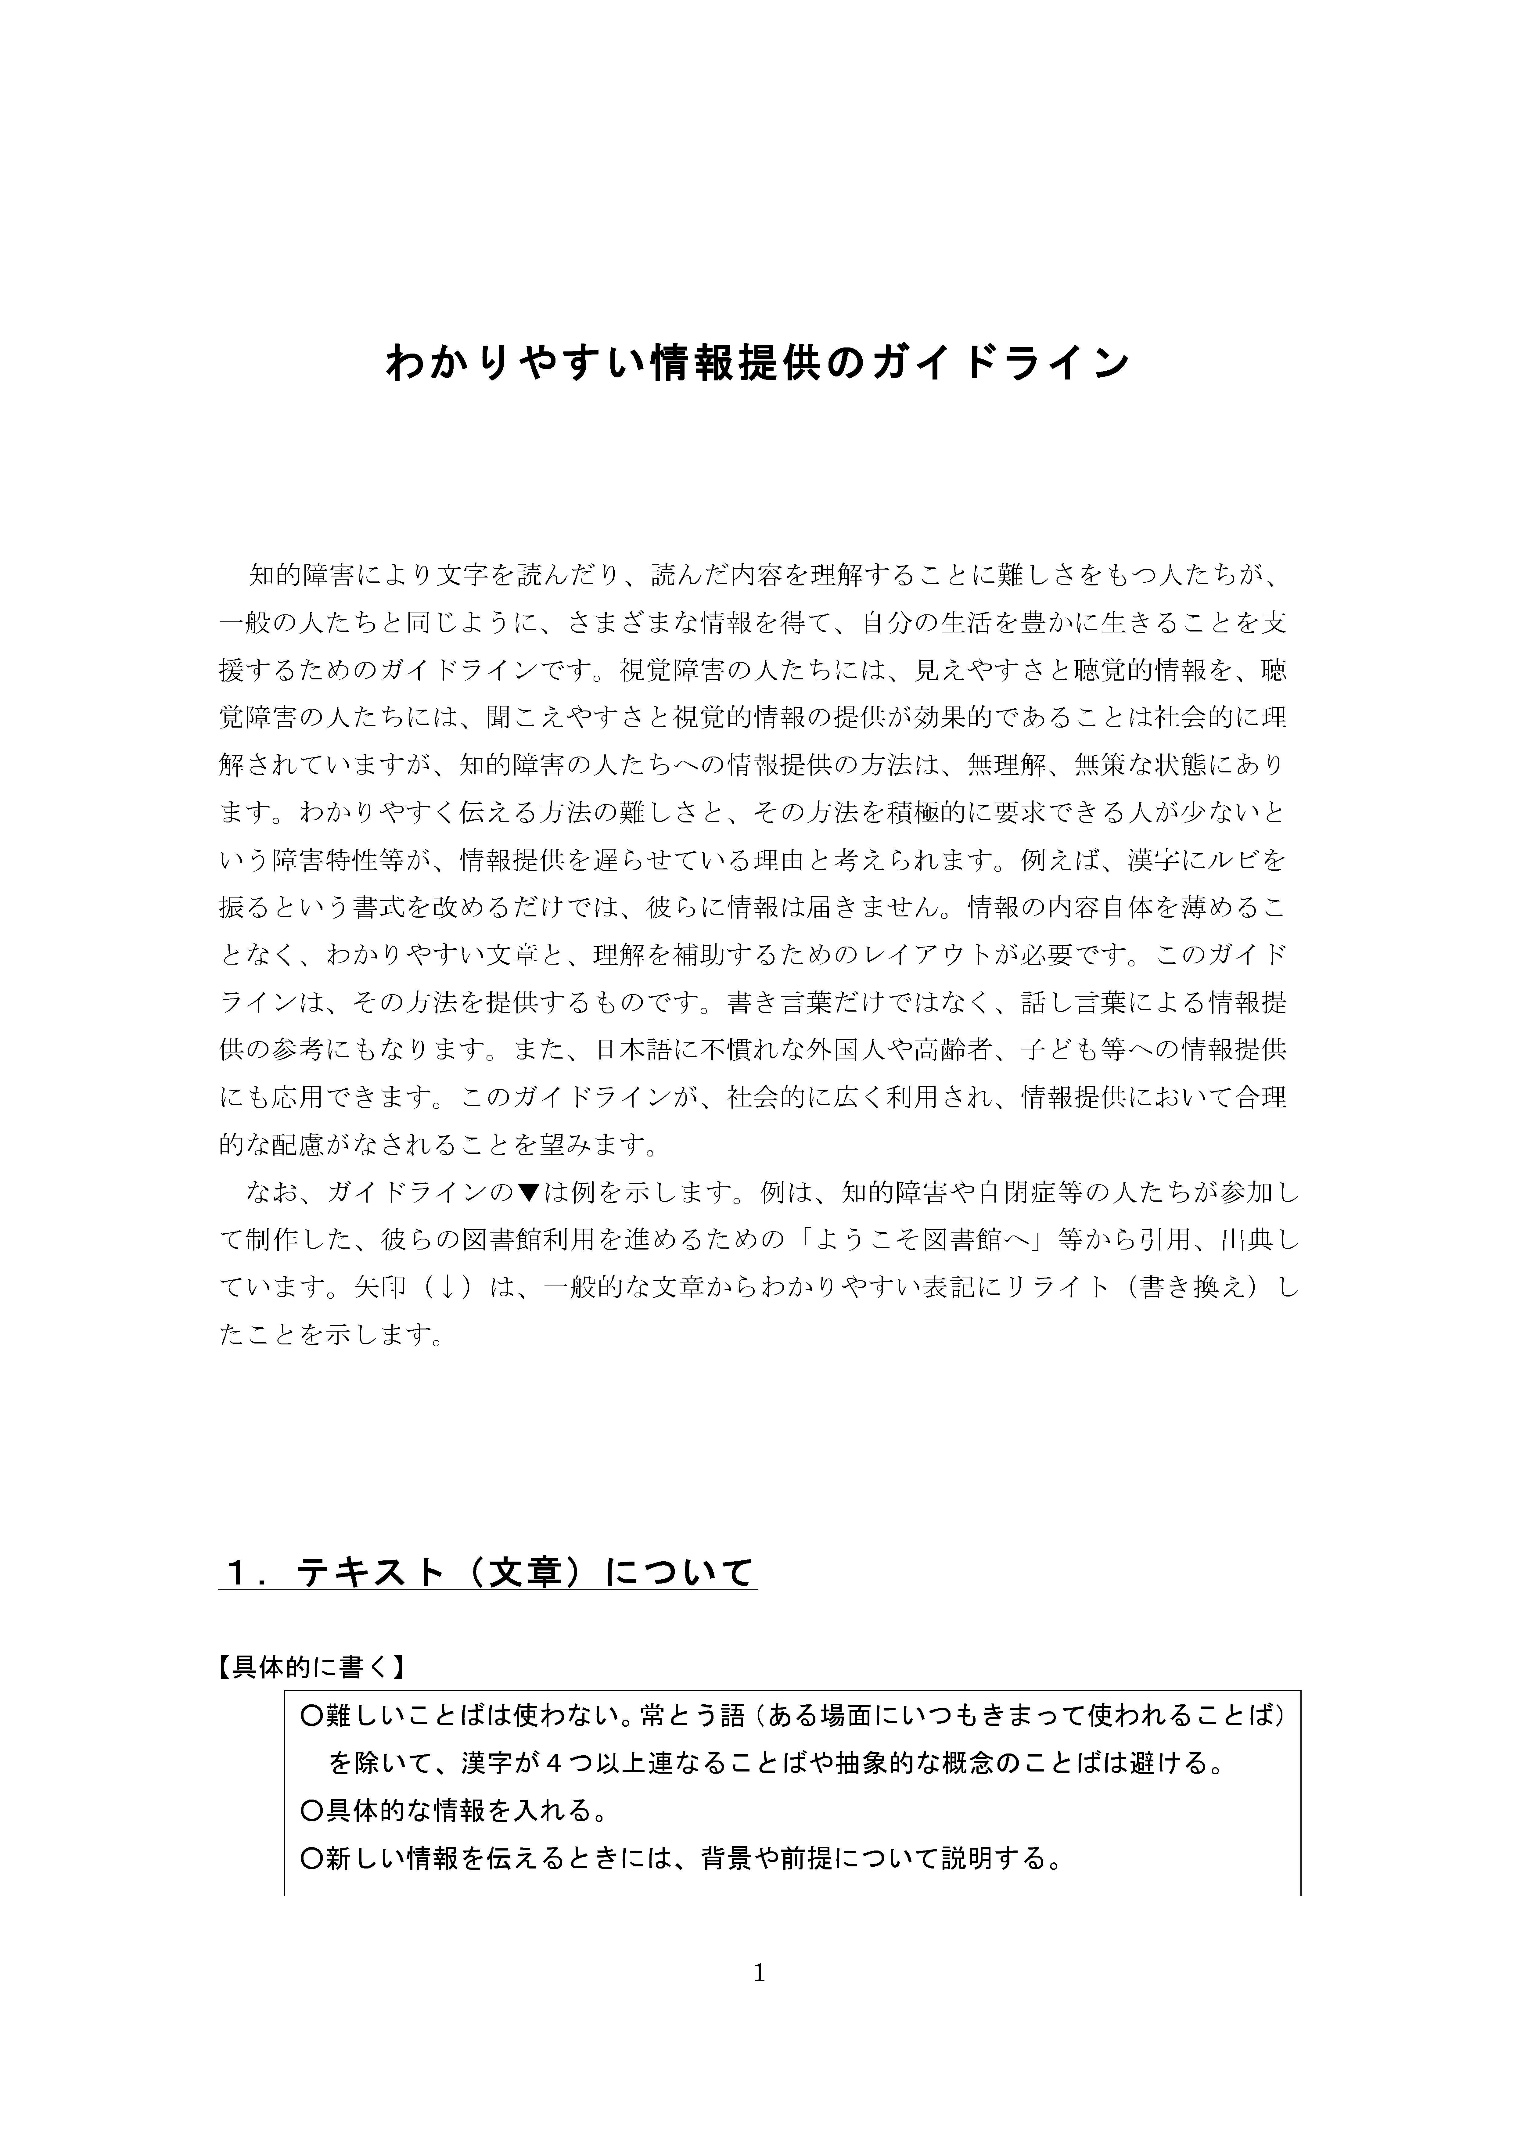 わかりやすい情報提供のガイドライン
知的障害により文字を読んだり、読んだ内容を理解することに難しさをもつ人たちが、
一般の人たちと同じように、さまざまな情報を得て、自分の生活を豊かに生きることを支
援するためのガイドラインです。視覚障害の人たちには、見えやすさと聴覚的情報を、聴
覚障害の人たちには、聞こえやすさと視覚的情報の提供が効果的であることは社会的に理
解されていますが、知的障害の人たちへの情報提供の方法は、無理解、無策な状態にあり
ます。わかりやすく伝える方法の難しさと、その方法を積極的に要求できる人が少ないと
いう障害特性等が、情報提供を遅らせている理由と考えられます。例えば、漢字にルビを
振るという書式を改めるだけでは、彼らに情報は届きません。情報の内容自体を薄めるこ
となく、わかりやすい文章と、理解を補助するためのレイアウトが必要です。このガイド
ラインは、その方法を提供するものです。書き言葉だけではなく、話し言葉による情報提
供の参考にもなります。また、日本語に不慣れな外国人や高齢者、子ども等への情報提供
にも応用できます。このガイドラインが、社会的に広く利用され、情報提供において合理
的な配慮がなされることを望みます。
なお、ガイドラインの▼は例を示します。例は、知的障害や自閉症等の人たちが参加し
て制作した、彼らの図書館利用を進めるための「ようこそ図書館へ」等から引用、出典し
ています。矢印（↓）は、一般的な文章からわかりやすい表記にリライト（書き換え）し
たことを示します。
１．テキスト（文章）について
【具体的に書く】
○難しいことばは使わない。常とう語（ある場面にいつもきまって使われることば）
を除いて、漢字が４つ以上連なることばや抽象的な概念のことばは避ける。
○具体的な情報を入れる。
○新しい情報を伝えるときには、背景や前提について説明する。
1